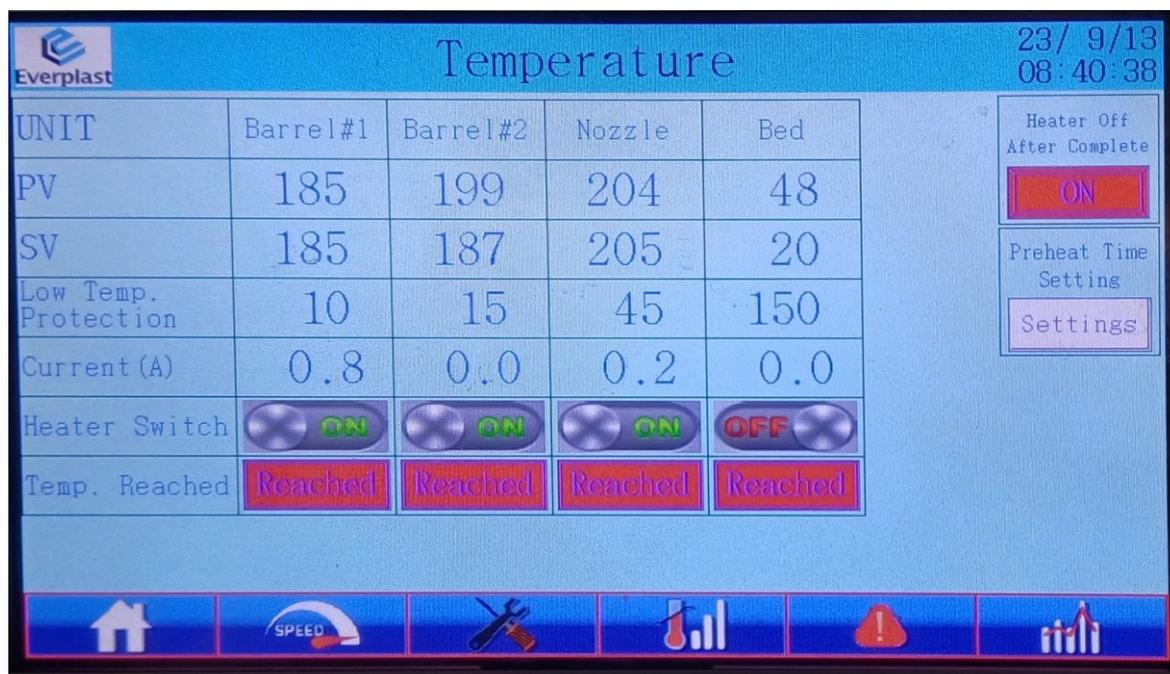 Everplast
Temperature
23/ 9/13
08:40:38
UNIT Barrel#1 Barrel#2 Nozzle Bed
PV 185 199 204 48
SV 185 187 205 20
Low Temp.
Protection 10 15 45 150
Current(A) 0.8 0.0 0.2 0.0
Heater Switch ON ON ON OFF
Temp. Reached Reached Reached Reached Reached
Heater Off
After Complete
ON
Preheat Time
Setting
Settings
SPEED